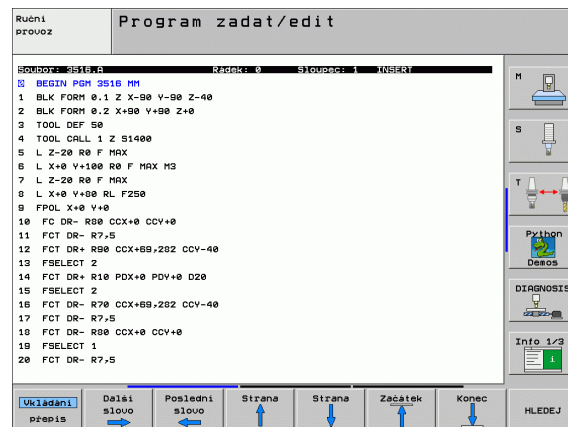 Ruční
provoz
Program zadat/edit
Soubor: 3516.A Řádek: 0 Sloupec: 1 INSERT
0 BEGIN PGM 3516 MM
1 BLK FORM 0.1 Z X-90 Y-90 Z-40
2 BLK FORM 0.2 X+90 Y+90 Z+0
3 TOOL DEF 50
4 TOOL CALL 1 Z S1400
5 L Z-20 R0 F MAX
6 L X+0 Y+100 R0 F MAX M3
7 L Z-20 R0 F MAX
8 L X+0 Y+80 RL F250
9 FPOL X+0 Y+0
10 FC DR- R80 CCX+0 CCY+0
11 FCT DR- R7,5
12 FCT DR+ R90 CCX+69,282 CCY-40
13 FSELECT 2
14 FCT DR+ R10 PDX+0 PDY+0 D20
15 FSELECT 2
16 FCT DR- R70 CCX+69,282 CCY-40
17 FCT DR- R7,5
18 FCT DR- R80 CCX+0 CCY+0
19 FSELECT 1
20 FCT DR- R7,5
M
S
T
Python
Demos
DIAGNOSIS
Info 1/3
i
Vkládání
přepis
Další
slovo
Poslední
slovo
Strana
Strana
Začátek
Konec
HLEDEJ